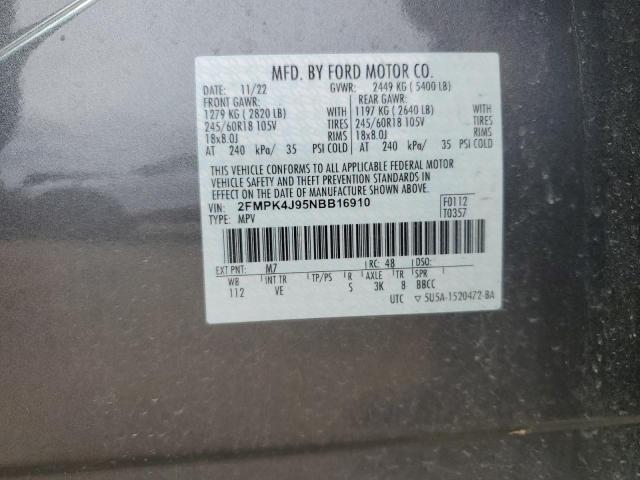 MFD. BY FORD MOTOR CO.
DATE: 11/22 GVWR: 2449 KG ( 5400 LB)
FRONT GAWR: REAR GAWR:
1279 KG ( 2820 LB) WITH 1197 KG ( 2640 LB) WITH
245/60R18 105V TIRES 245/60R18 105V TIRES
18x8.0J RIMS 18x8.0J RIMS
AT 240 kPa/ 35 PSI COLD AT 240 kPa/ 35 PSI COLD
THIS VEHICLE CONFORMS TO ALL APPLICABLE FEDERAL MOTOR
VEHICLE SAFETY AND THEFT PREVENTION STANDARDS IN
EFFECT ON THE DATE OF MANUFACTURE SHOWN ABOVE.
VIN: 2FMPK4J95NBB16910 F0112
TYPE: MPV T0357
EXT PNT: M7 RC: 48 DSO:
WB INT TR TP/PS R AXLE TR SPR
112 VE S 3K 8 BBCC
UTC 5U5A-1520472-BA